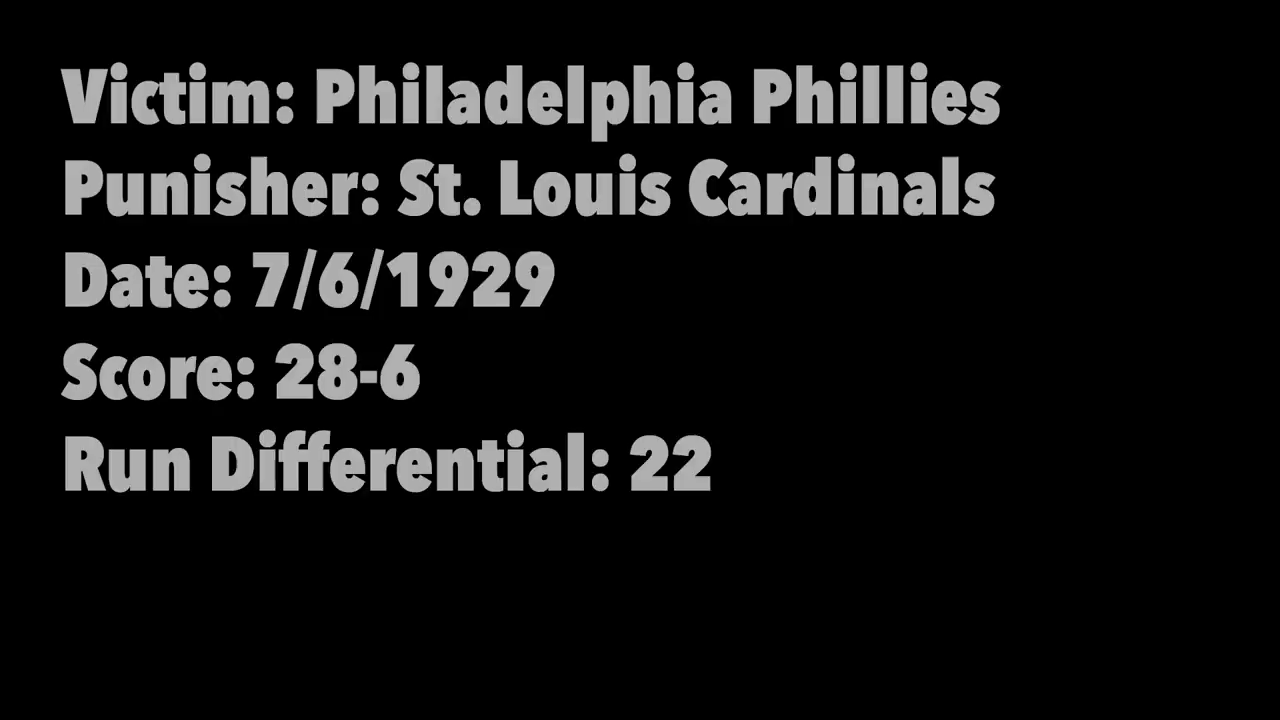 Victim: Philadelphia Phillies
Punisher: St. Louis Cardinals
Date: 7/6/1929
Score: 28-6
Run Differential: 22